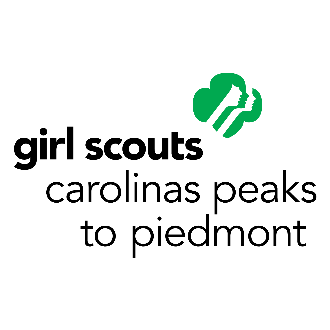 girl scouts
carolinas peaks
to piedmont